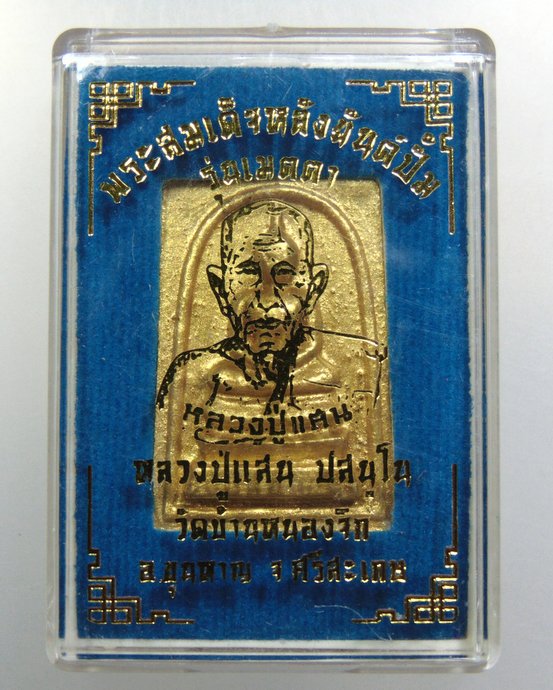 พระสมเด็จหลังยันต์ปั๊ม
รุ่นเมตตา
หลวงปู่แสน
หลวงปู่แสน ปสนฺโน
วัดบ้านหนองจิก
อ.ขุนหาญ จ.ศรีสะเกษ